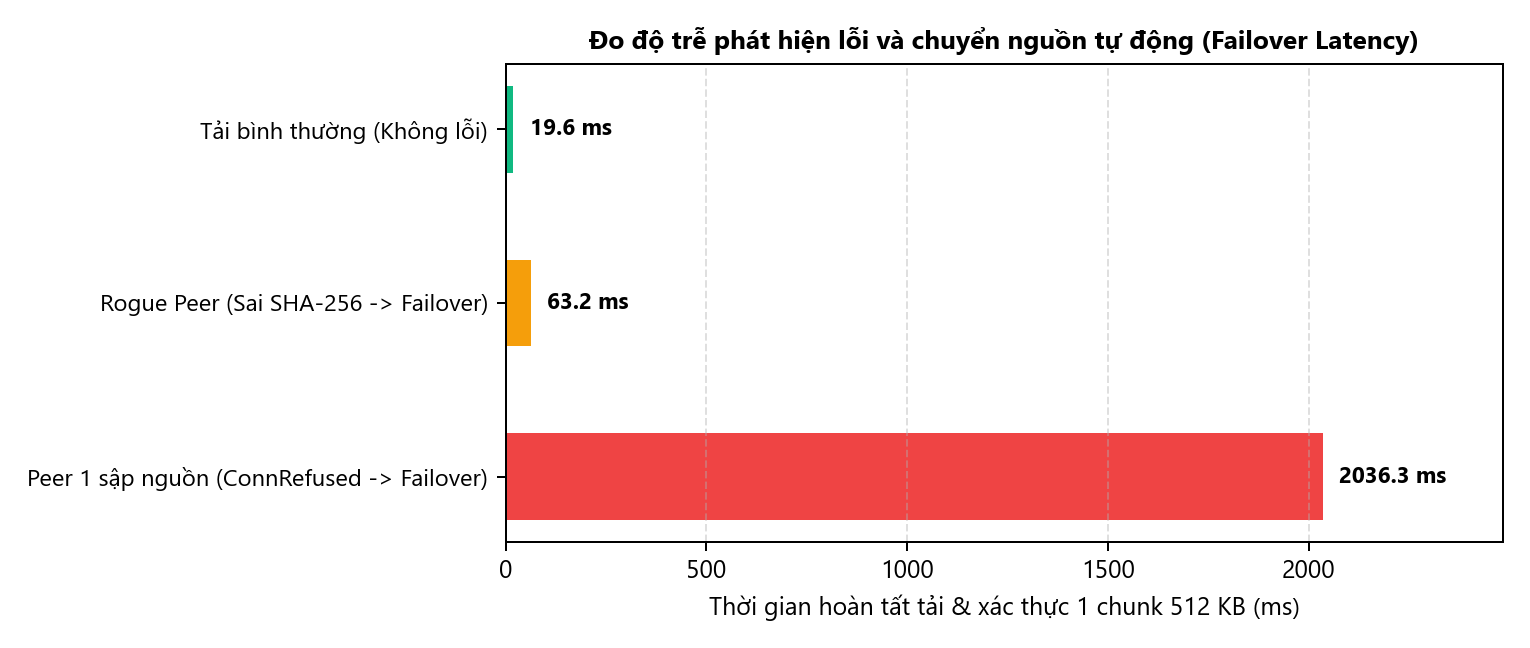 Đo độ trễ phát hiện lỗi và chuyển nguồn tự động (Failover Latency)
Tải bình thường (Không lỗi)
19.6 ms
Rogue Peer (Sai SHA-256 -> Failover)
63.2 ms
Peer 1 sập nguồn (ConnRefused -> Failover)
2036.3 ms
0 500 1000 1500 2000
Thời gian hoàn tất tải & xác thực 1 chunk 512 KB (ms)